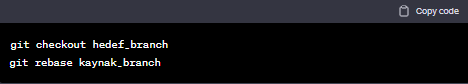 Copy code
git checkout hedef_branch
git rebase kaynak_branch